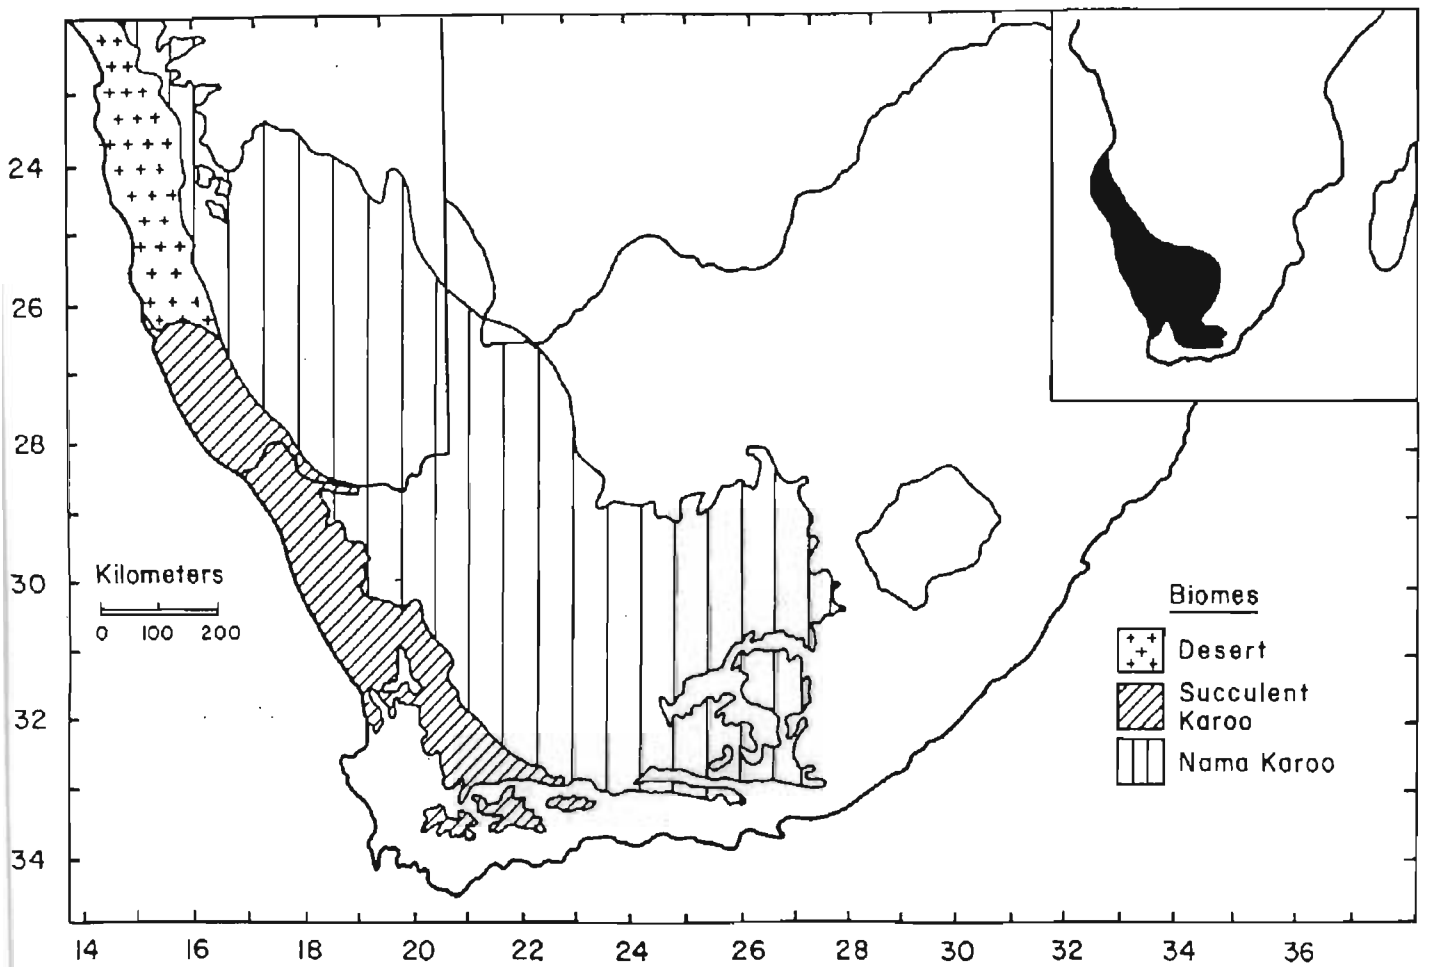 24
26
28
30
32
34
Kilometers
0 100 200
Biomes
Desert
Succulent
Karoo
Nama Karoo
14 16 18 20 22 24 26 28 30 32 34 36